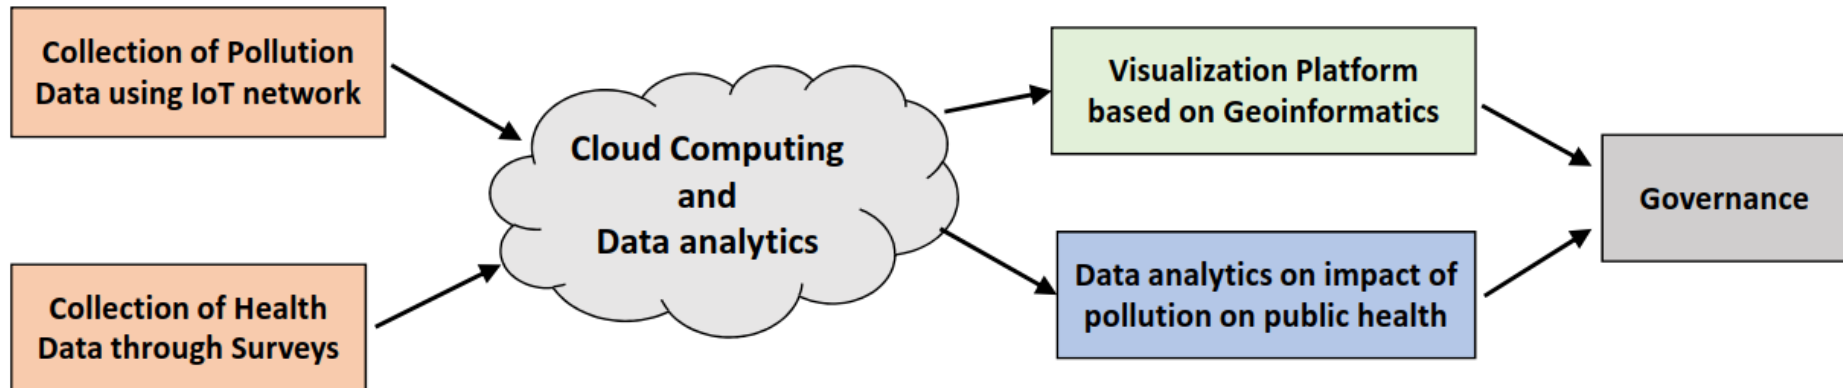 Collection of Pollution
Data using IoT network
Collection of Health
Data through Surveys
Cloud Computing
and
Data analytics
Visualization Platform
based on Geoinformatics
Data analytics on impact of
pollution on public health
Governance